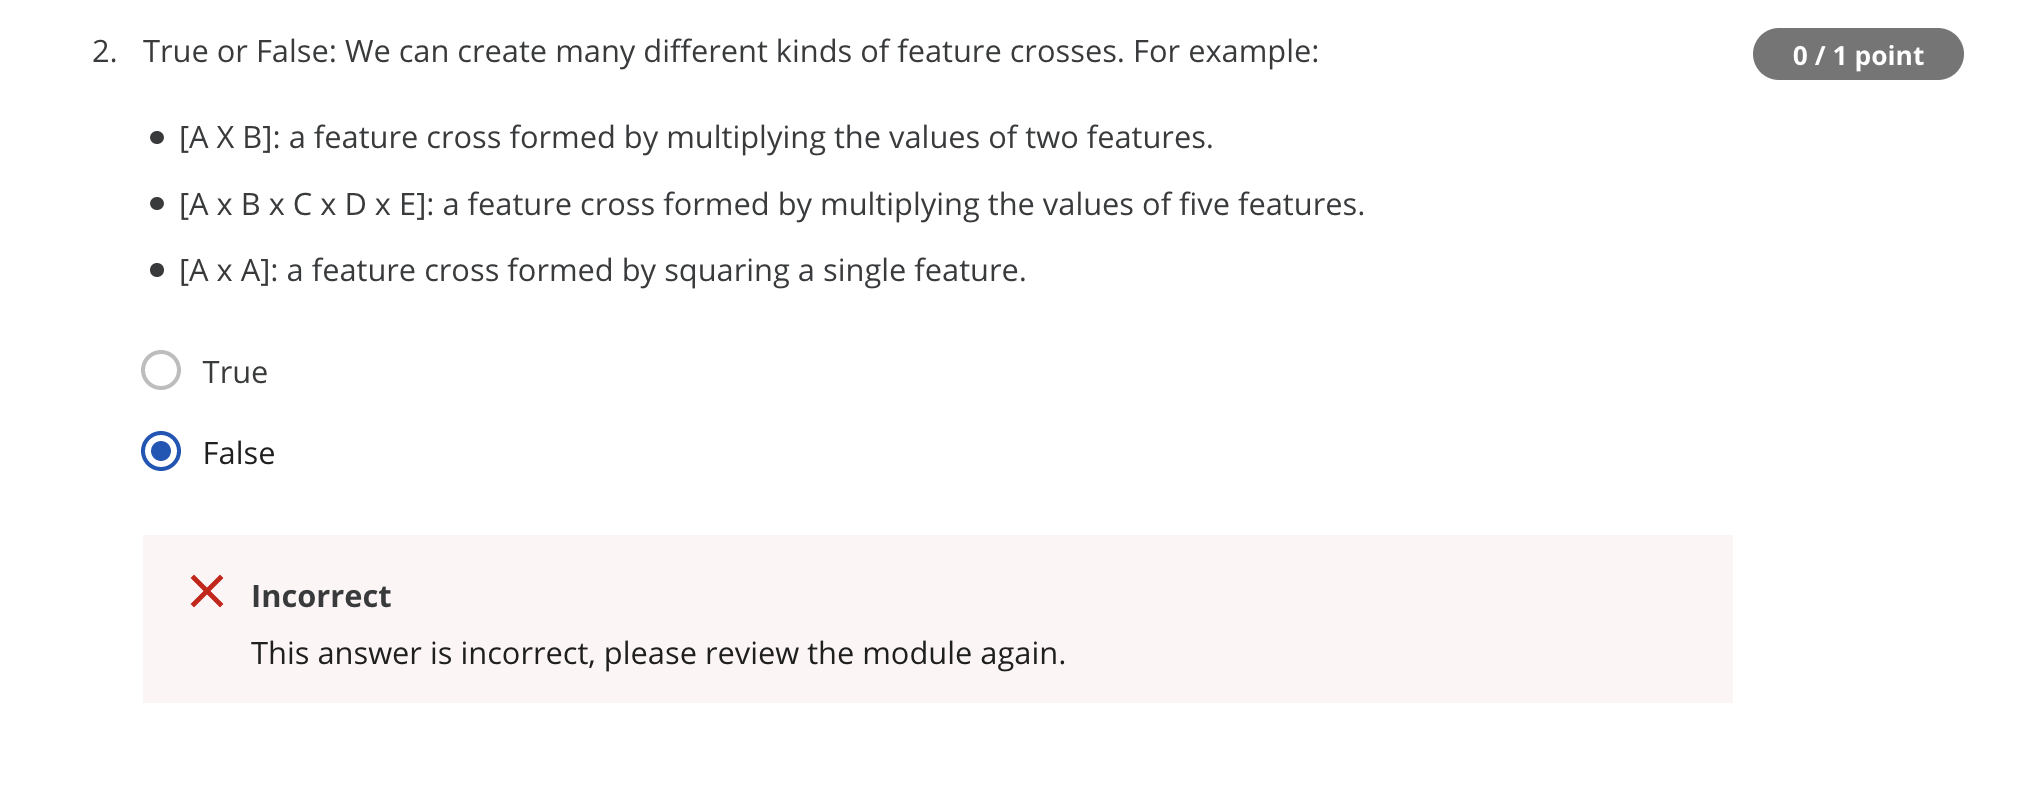 2. True or False: We can create many different kinds of feature crosses. For example:
0 / 1 point
● [A X B]: a feature cross formed by multiplying the values of two features.
● [A x B x C x D x E]: a feature cross formed by multiplying the values of five features.
● [A x A]: a feature cross formed by squaring a single feature.
True
False
Incorrect
This answer is incorrect, please review the module again.